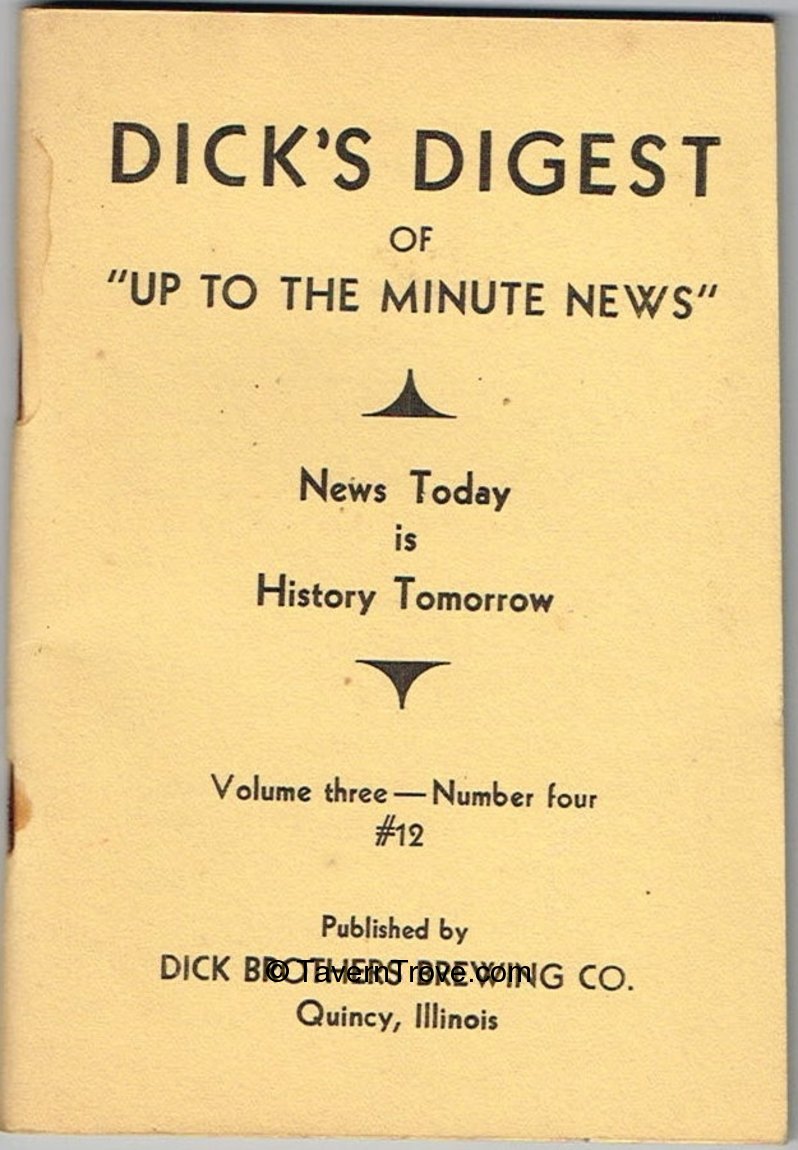 DICK'S DIGEST
OF
"UP TO THE MINUTE NEWS"
News Today
is
History Tomorrow
Volume three — Number four
#12
Published by
DICK BROTHERS BREWING CO.
© TavernTrove.com
Quincy, Illinois